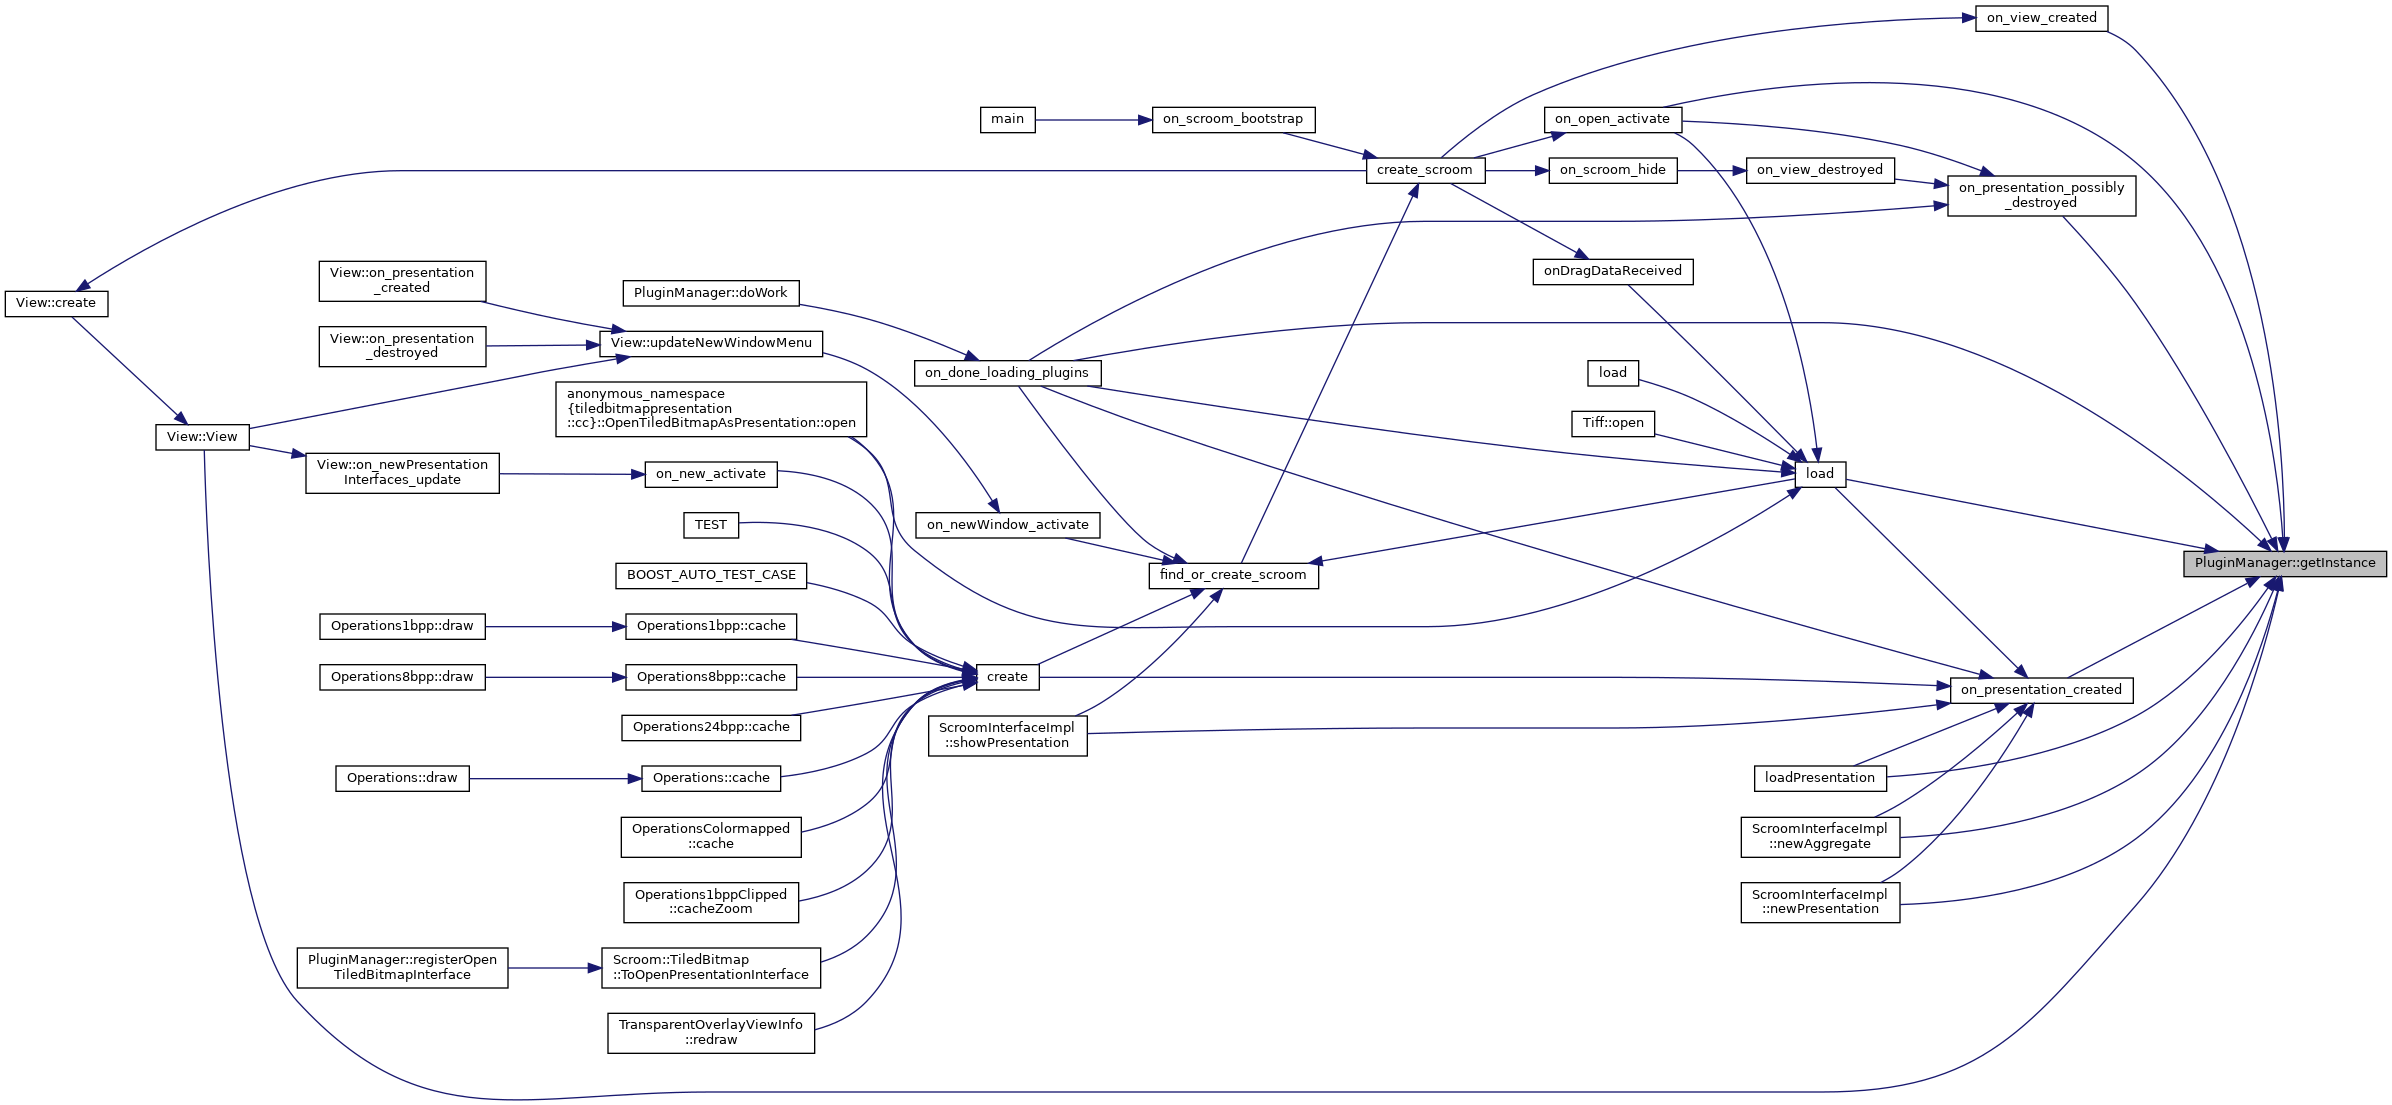 on_view_created
main
on_scroom_bootstrap
on_open_activate
create_scroom
on_scroom_hide
on_view_destroyed
on_presentation_possibly
_destroyed
View::on_presentation
_created
onDragDataReceived
View::create
PluginManager::doWork
View::on_presentation
_destroyed
View::updateNewWindowMenu
on_done_loading_plugins
load
anonymous_namespace
{tiledbitmappresentation
::cc}::OpenTiledBitmapAsPresentation::open
Tiff::open
View::View
View::on_newPresentation
Interfaces_update
on_new_activate
load
TEST
on_newWindow_activate
PluginManager::getInstance
BOOST_AUTO_TEST_CASE
find_or_create_scroom
Operations1bpp::draw
Operations1bpp::cache
Operations8bpp::draw
Operations8bpp::cache
create
on_presentation_created
Operations24bpp::cache
ScroomInterfaceImpl
::showPresentation
Operations::draw
Operations::cache
loadPresentation
OperationsColormapped
::cache
ScroomInterfaceImpl
::newAggregate
Operations1bppClipped
::cacheZoom
ScroomInterfaceImpl
::newPresentation
PluginManager::registerOpen
TiledBitmapInterface
Scroom::TiledBitmap
::ToOpenPresentationInterface
TransparentOverlayViewInfo
::redraw